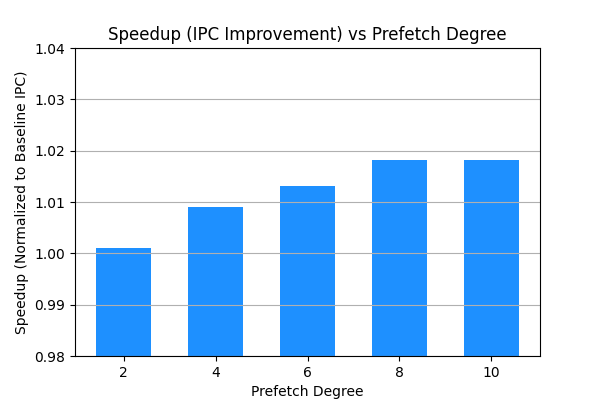 Speedup (IPC Improvement) vs Prefetch Degree
Speedup (Normalized to Baseline IPC)
1.04
1.03
1.02
1.01
1.00
0.99
0.98
2 4 6 8 10
Prefetch Degree